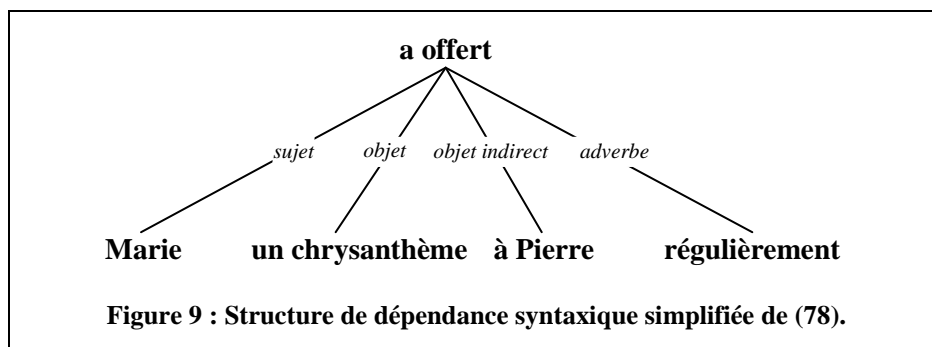 a offert
sujet objet objet indirect adverbe
Marie un chrysanthème à Pierre régulièrement
Figure 9 : Structure de dépendance syntaxique simplifiée de (78).